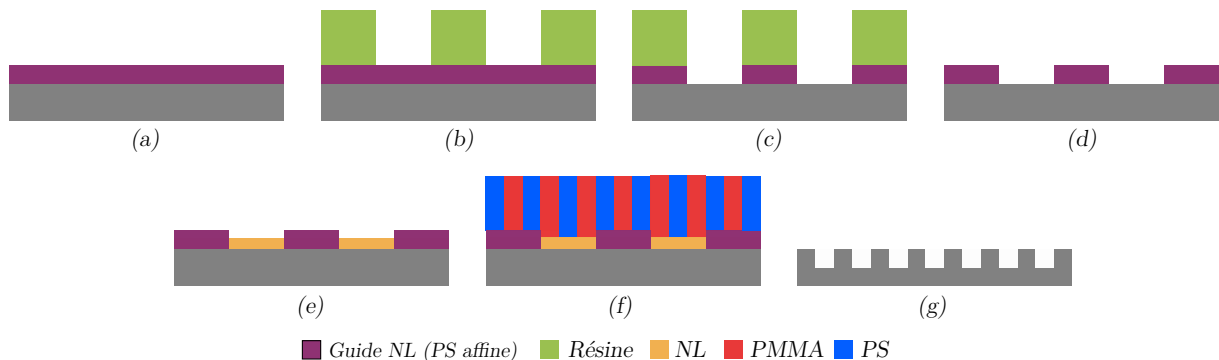 (a)
(b)
(c)
(d)
(e)
(f)
(g)
Guide NL (PS affine) Résine NL PMMA PS